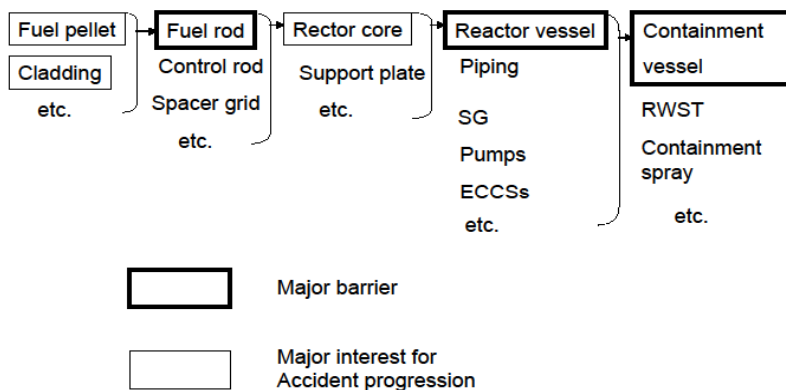 Fuel pellet
Cladding
etc.
Fuel rod
Control rod
Spacer grid
etc.
Rector core
Support plate
etc.
Reactor vessel
Piping
SG
Pumps
ECCSs
etc.
Containment
vessel
RWST
Containment
spray
etc.
Major barrier
Major interest for
Accident progression